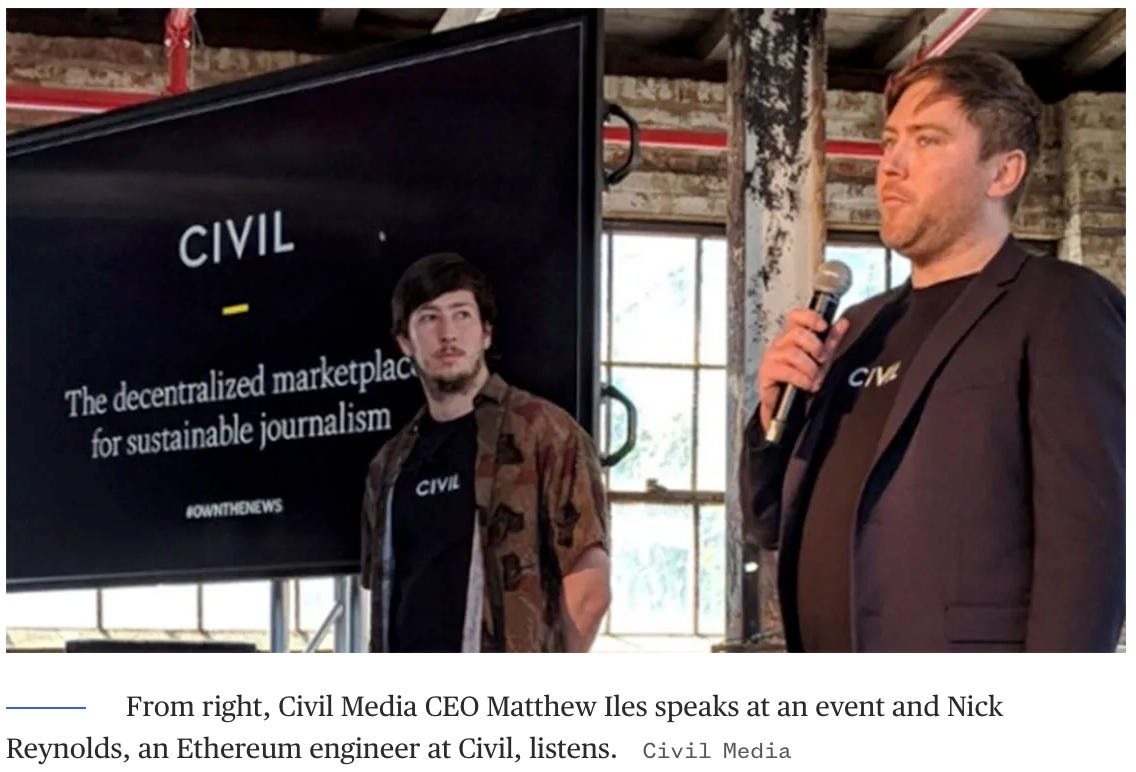 CIVIL
The decentralized marketplac
for sustainable journalism
#OWNTHENEWS
CIVIL
CIVIL
From right, Civil Media CEO Matthew Iles speaks at an event and Nick
Reynolds, an Ethereum engineer at Civil, listens. Civil Media